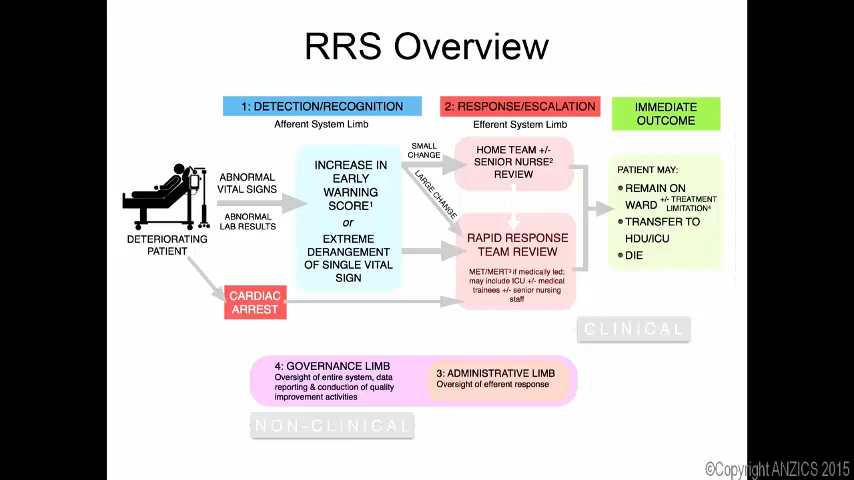 RRS Overview
1: DETECTION/RECOGNITION
Afferent System Limb
2: RESPONSE/ESCALATION
Efferent System Limb
IMMEDIATE
OUTCOME
DETERIORATING
PATIENT
ABNORMAL
VITAL SIGNS
ABNORMAL
LAB RESULTS
CARDIAC
ARREST
INCREASE IN
EARLY
WARNING
SCORE¹
or
EXTREME
DERANGEMENT
OF SINGLE VITAL
SIGN
SMALL
CHANGE
LARGE CHANGE
HOME TEAM +/-
SENIOR NURSE²
REVIEW
RAPID RESPONSE
TEAM REVIEW
MET/MERT³ if medically led;
may include ICU +/- medical
trainees +/- senior nursing
staff
PATIENT MAY:
REMAIN ON
WARD +/- TREATMENT
LIMITATION⁴
TRANSFER TO
HDU/ICU
DIE
CLINICAL
4: GOVERNANCE LIMB
Oversight of entire system, data
reporting & conduction of quality
improvement activities
3: ADMINISTRATIVE LIMB
Oversight of efferent response
NON-CLINICAL
©Copyright ANZICS 2015